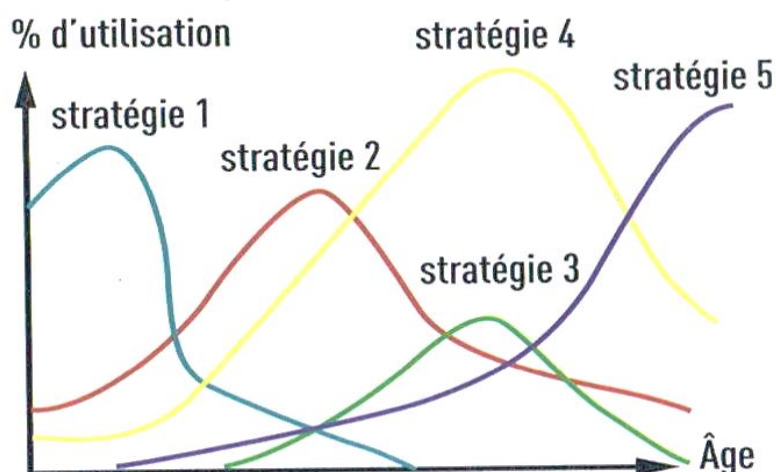 % d'utilisation
stratégie 4
stratégie 5
stratégie 1
stratégie 2
stratégie 3
Âge